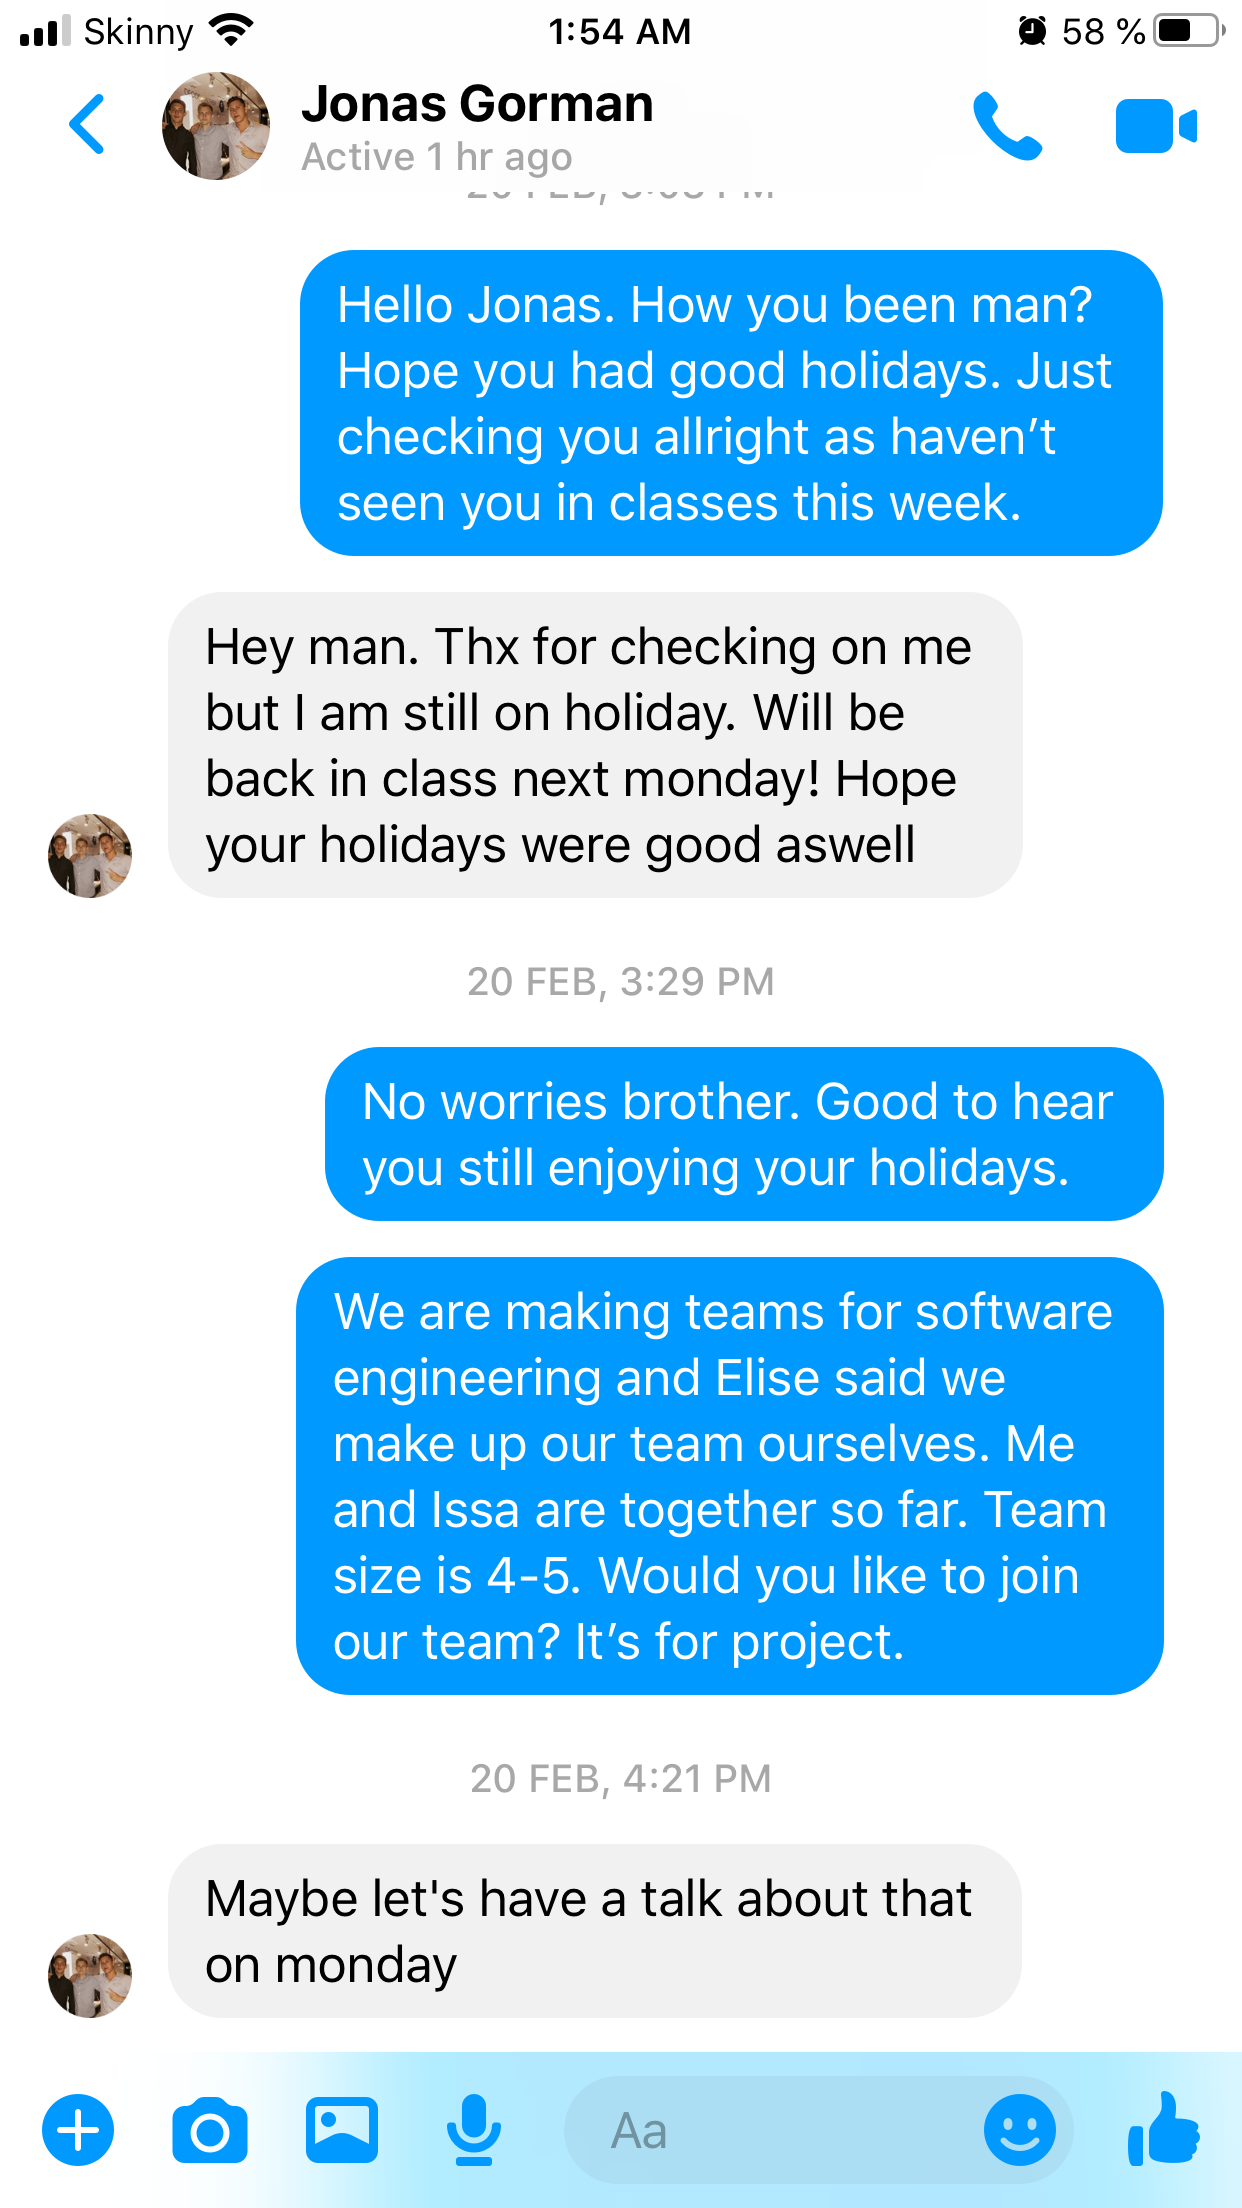 Skinny 1:54 AM 58 %
Jonas Gorman
Active 1 hr ago
Hello Jonas. How you been man?
Hope you had good holidays. Just
checking you allright as haven’t
seen you in classes this week.
Hey man. Thx for checking on me
but I am still on holiday. Will be
back in class next monday! Hope
your holidays were good aswell
20 FEB, 3:29 PM
No worries brother. Good to hear
you still enjoying your holidays.
We are making teams for software
engineering and Elise said we
make up our team ourselves. Me
and Issa are together so far. Team
size is 4-5. Would you like to join
our team? It’s for project.
20 FEB, 4:21 PM
Maybe let's have a talk about that
on monday
Aa